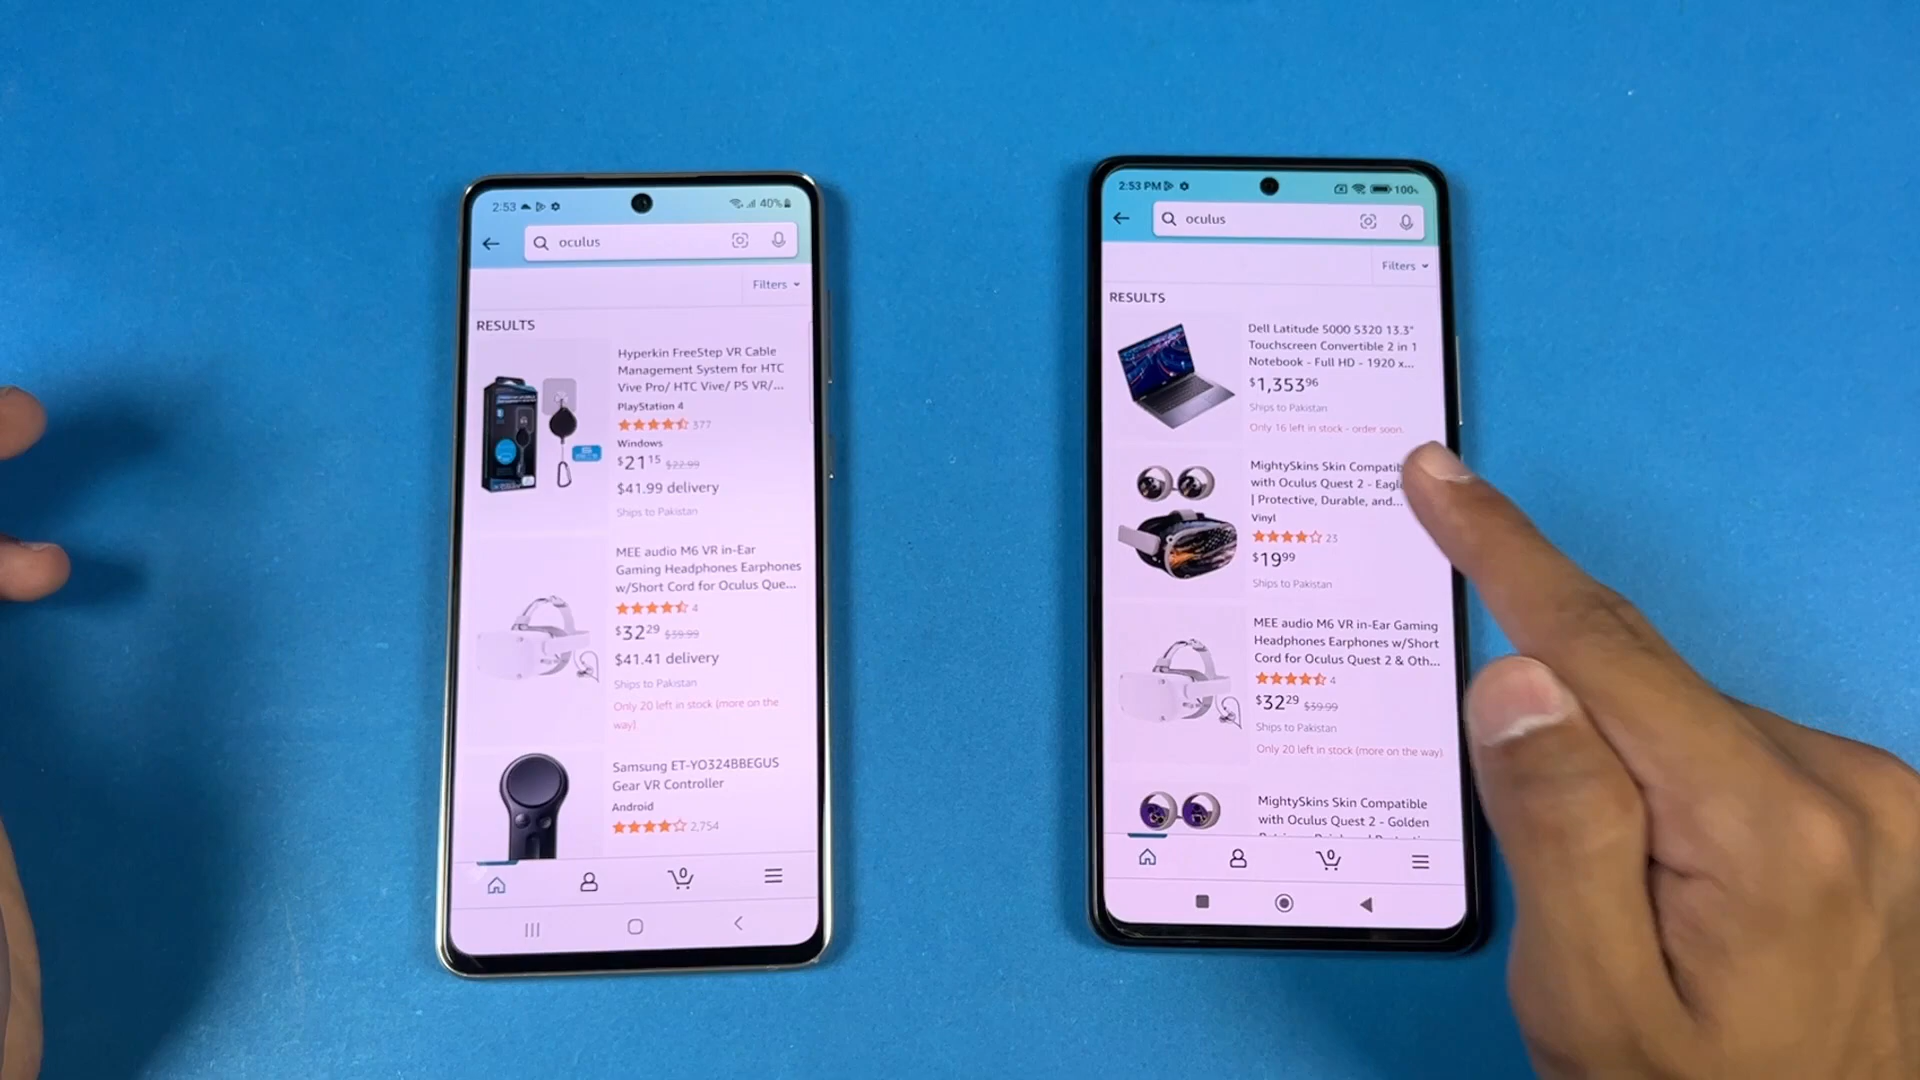 2:53
40%
oculus
Filters
RESULTS
Hyperkin FreeStep VR Cable
Management System for HTC
Vive Pro/ HTC Vive/ PS VR/...
PlayStation 4
377
Windows
$21 15 $22.99
$41.99 delivery
Ships to Pakistan
MEE audio M6 VR in-Ear
Gaming Headphones Earphones
w/Short Cord for Oculus Que...
4
$32 29 $39.99
$41.41 delivery
Ships to Pakistan
Only 20 left in stock (more on the
way).
Samsung ET-YO324BBEGUS
Gear VR Controller
Android
2,754
0
2:53 PM
100%
oculus
Filters
RESULTS
Dell Latitude 5000 5320 13.3"
Touchscreen Convertible 2 in 1
Notebook - Full HD - 1920 x...
$1,353 96
Ships to Pakistan
Only 16 left in stock - order soon.
MightySkins Skin
with Oculus Quest 2 -
| Protective, Durable, and...
Vinyl
23
$19 99
Ships to Pakistan
MEE audio M6 VR in-Ear Gaming
Headphones Earphones w/Short
Cord for Oculus Quest 2 & Oth...
4
$32 29 $39.99
Ships to Pakistan
Only 20 left in stock (more on the way).
MightySkins Skin Compatible
with Oculus Quest 2 - Golden
0